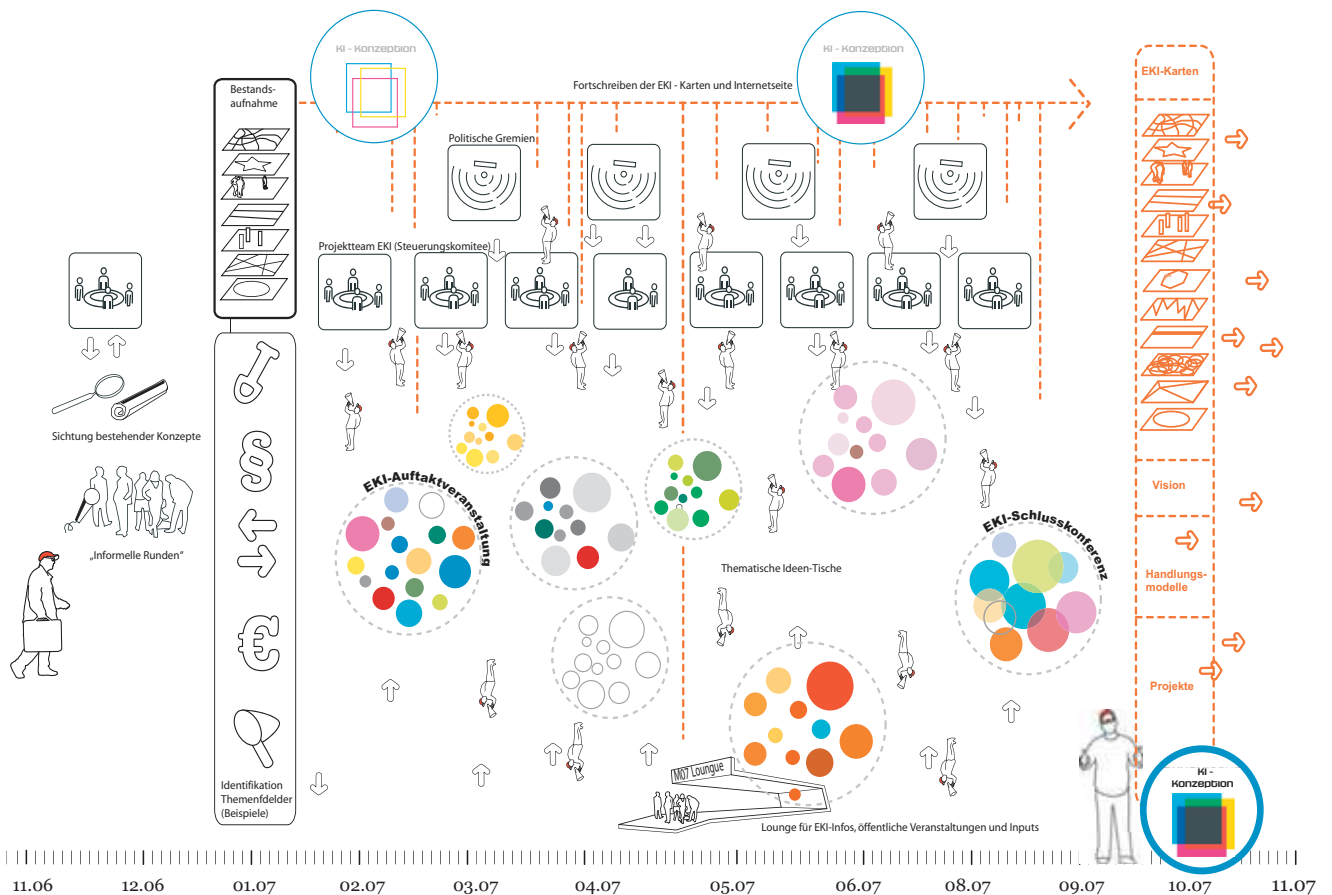 KI - Konzeption
KI - Konzeption
Bestands-
aufnahme
Fortschreiben der EKI - Karten und Internetseite
EKI-Karten
Politische Gremien
Projektteam EKI (Steuerungskomitee)
Sichtung bestehender Konzepte
„Informelle Runden“
EKI-Auftaktveranstaltung
EKI-Schlusskonferenz
Thematische Ideen-Tische
Vision
Handlungs-
modelle
Projekte
§
€
M07 Loungue
Identifikation
Themenfdelder
(Beispiele)
Lounge für EKI-Infos, öffentliche Veranstaltungen und Inputs
KI -
Konzeption
11.06 12.06 01.07 02.07 03.07 04.07 05.07 06.07 08.07 09.07 10.07 11.07